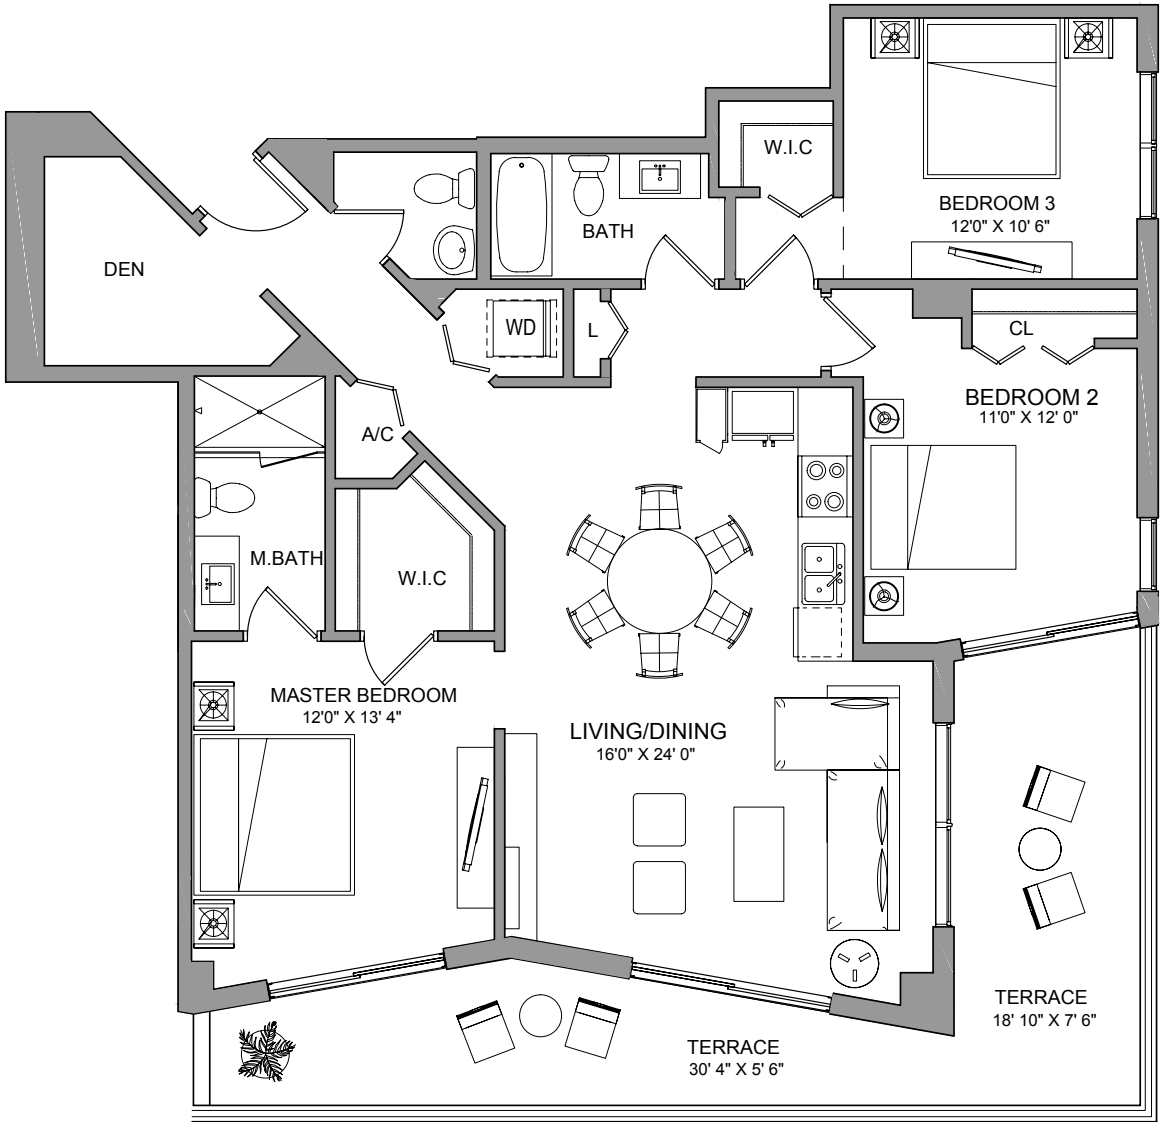 W.I.C
BEDROOM 3
12'0" X 10' 6"
BATH
DEN
WD
L
CL
BEDROOM 2
11'0" X 12' 0"
A/C
M.BATH
W.I.C
MASTER BEDROOM
12'0" X 13' 4"
LIVING/DINING
16'0" X 24' 0"
TERRACE
18' 10" X 7' 6"
TERRACE
30' 4" X 5' 6"